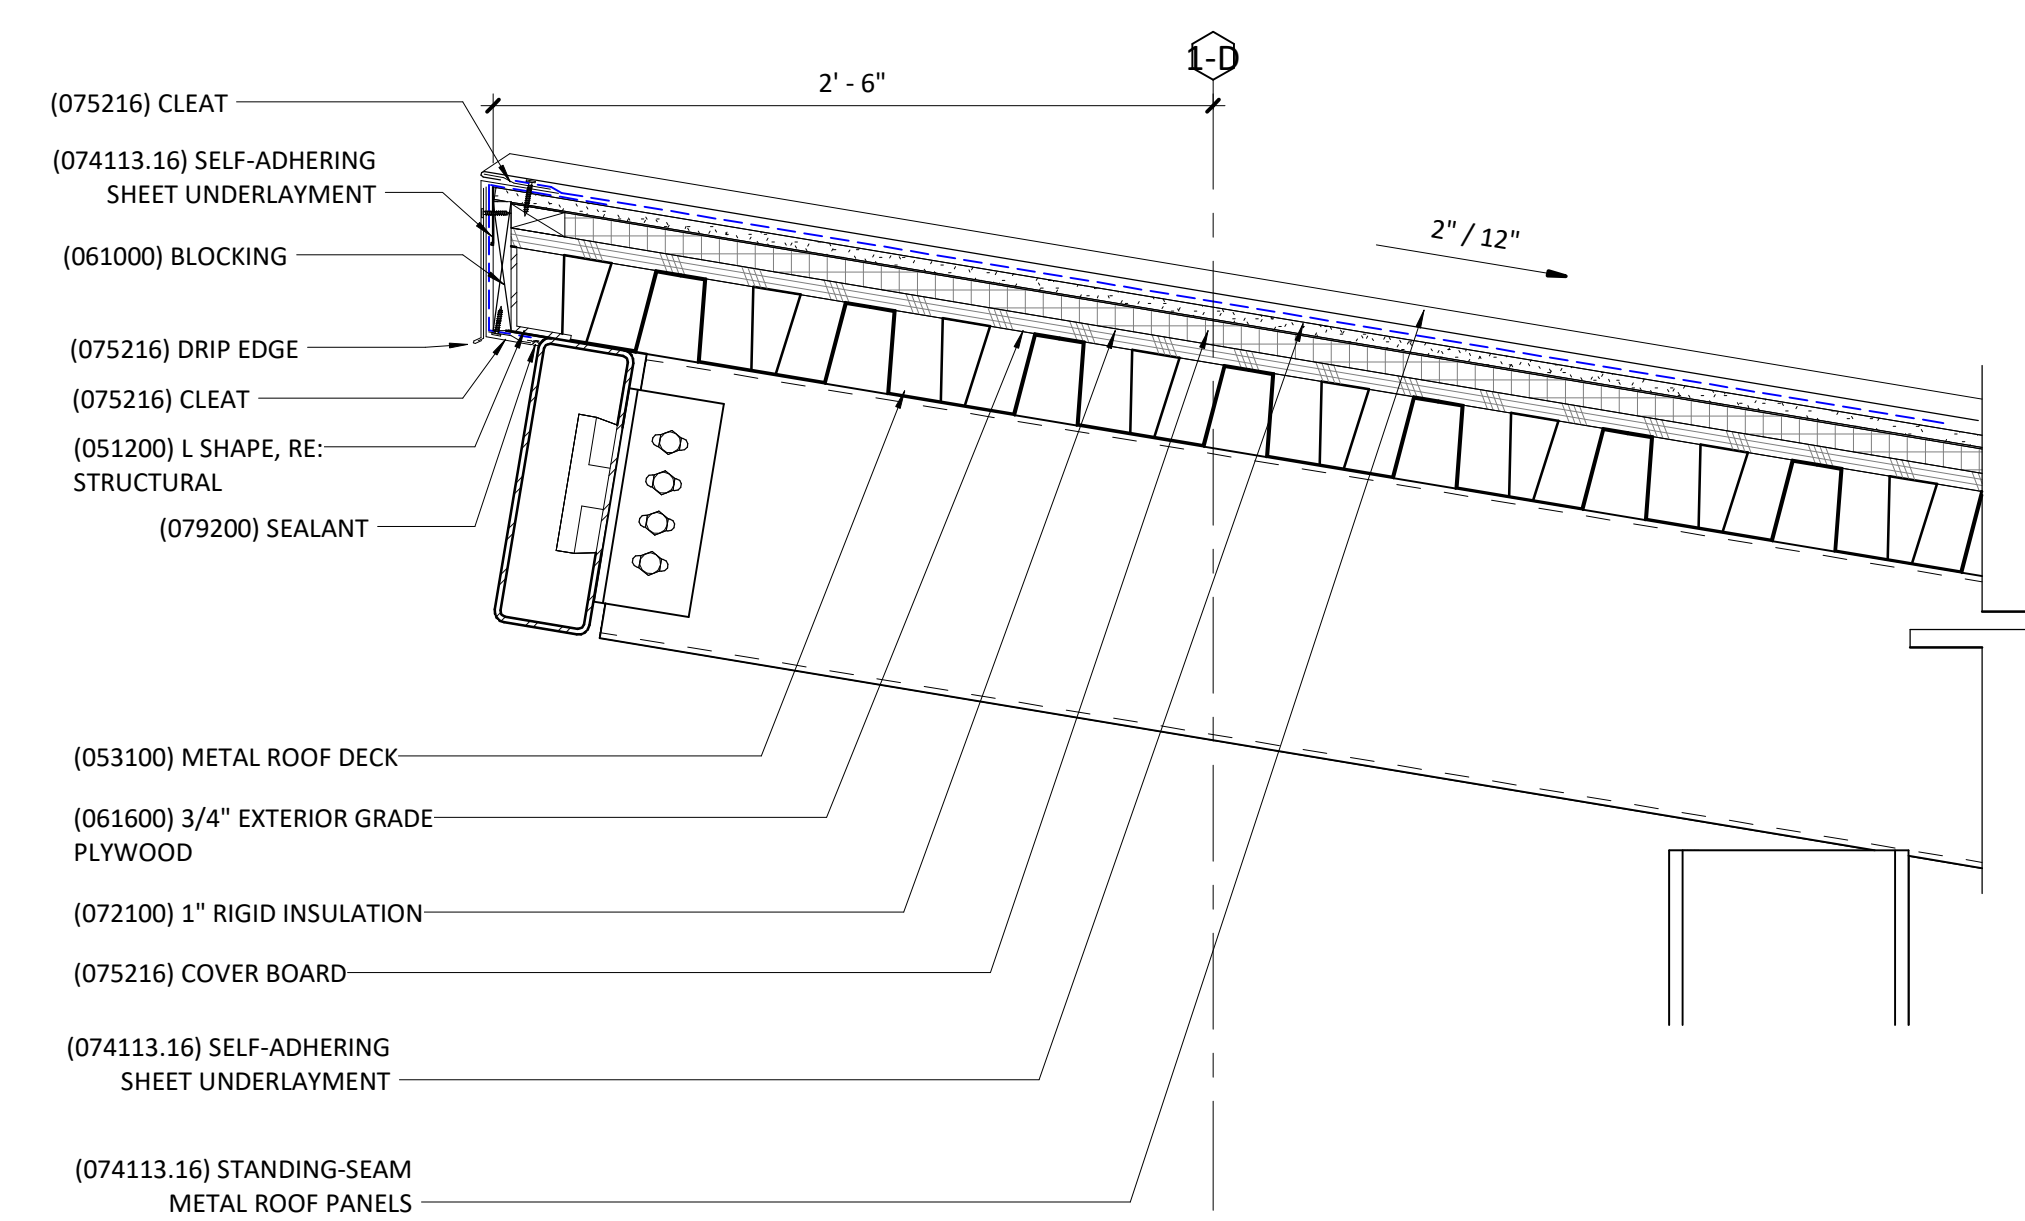 1-D
2' - 6"
(075216) CLEAT
(074113.16) SELF-ADHERING
SHEET UNDERLAYMENT
2" / 12"
(061000) BLOCKING
(075216) DRIP EDGE
(075216) CLEAT
(051200) L SHAPE, RE:
STRUCTURAL
(079200) SEALANT
(053100) METAL ROOF DECK
(061600) 3/4" EXTERIOR GRADE
PLYWOOD
(072100) 1" RIGID INSULATION
(075216) COVER BOARD
(074113.16) SELF-ADHERING
SHEET UNDERLAYMENT
(074113.16) STANDING-SEAM
METAL ROOF PANELS